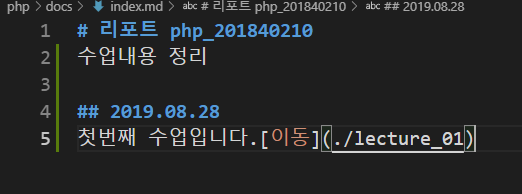 php > docs > index.md > # 리포트 php_201840210 > ## 2019.08.28
1 # 리포트 php_201840210
2 수업내용 정리
3
4 ## 2019.08.28
5 첫번째 수업입니다.[이동](./lecture_01)